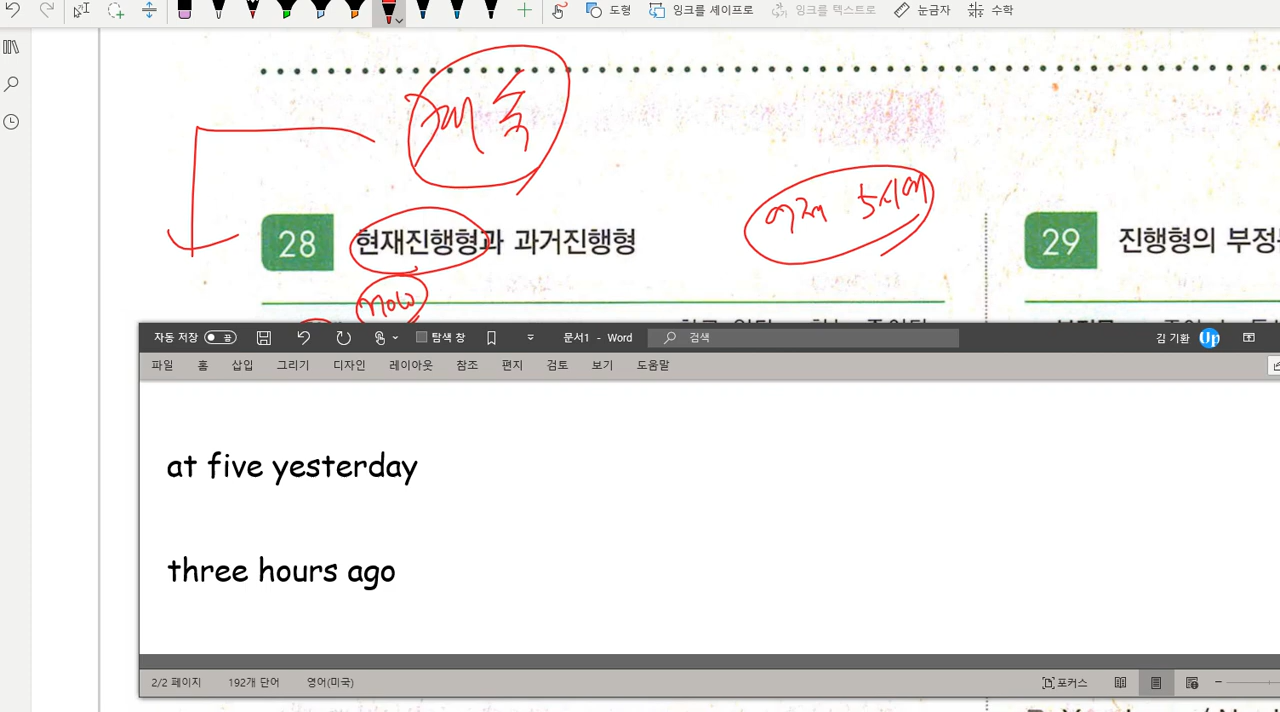 도형 잉크를 셰이프로 잉크를 텍스트로 눈금자 수학
계속
어제 5시에
28 현재진행형과 과거진행형
29 진행형의 부정
now
자동 저장 끔 탐색 창 문서1 - Word 검색 김 기환 Up
파일 홈 삽입 그리기 디자인 레이아웃 참조 편지 검토 보기 도움말
at five yesterday
three hours ago
2/2 페이지 192개 단어 영어(미국) 포커스